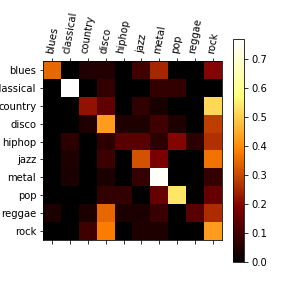 blues classical country disco hiphop jazz metal pop reggae rock
blues
lassical
country
disco
hiphop
jazz
metal
pop
reggae
rock
0.7
0.6
0.5
0.4
0.3
0.2
0.1
0.0